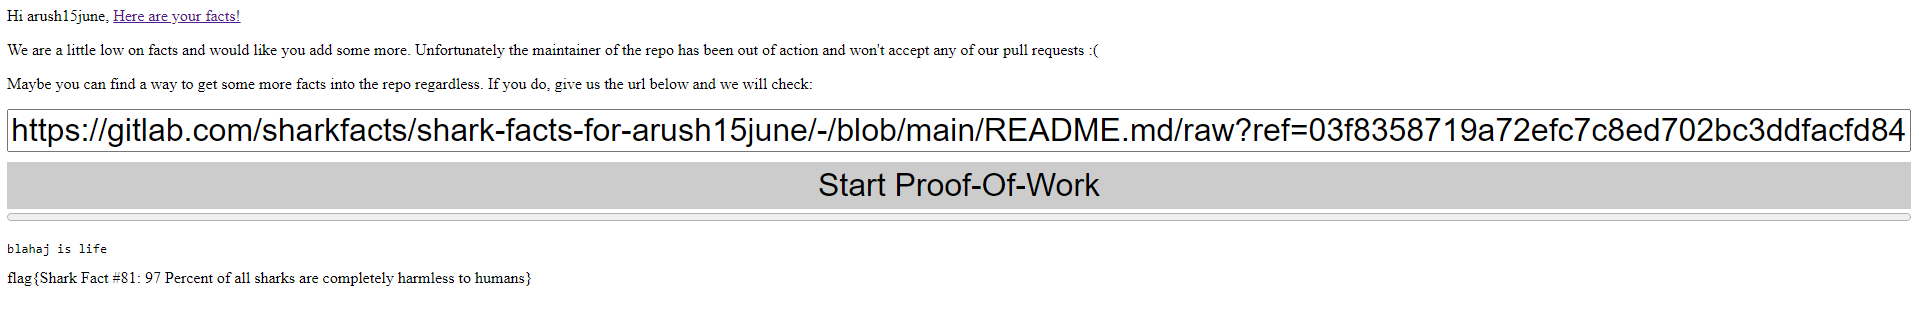 Hi arush15june, Here are your facts!
We are a little low on facts and would like you add some more. Unfortunately the maintainer of the repo has been out of action and won't accept any of our pull requests :(
Maybe you can find a way to get some more facts into the repo regardless. If you do, give us the url below and we will check:
https://gitlab.com/sharkfacts/shark-facts-for-arush15june/-/blob/main/README.md/raw?ref=03f8358719a72efc7c8ed702bc3ddfacfd84
Start Proof-Of-Work
blahaj is life
flag{Shark Fact #81: 97 Percent of all sharks are completely harmless to humans}